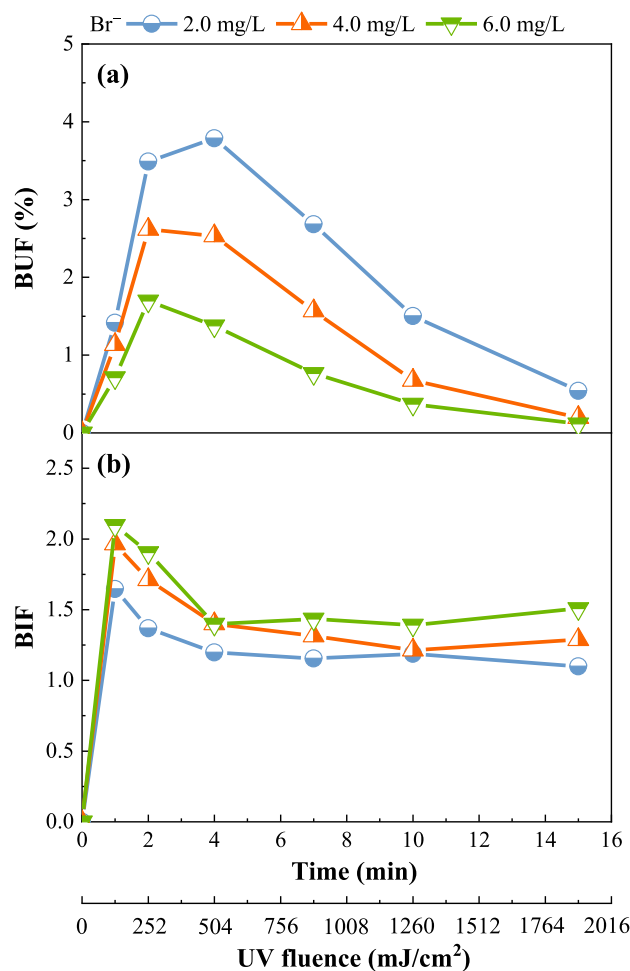 Br⁻ 2.0 mg/L 4.0 mg/L 6.0 mg/L
(a)
5
4
3
2
1
0
BUF (%)
(b)
2.5
2.0
1.5
1.0
0.5
0.0
BIF
0 2 4 6 8 10 12 14 16
Time (min)
0 252 504 756 1008 1260 1512 1764 2016
UV fluence (mJ/cm²)